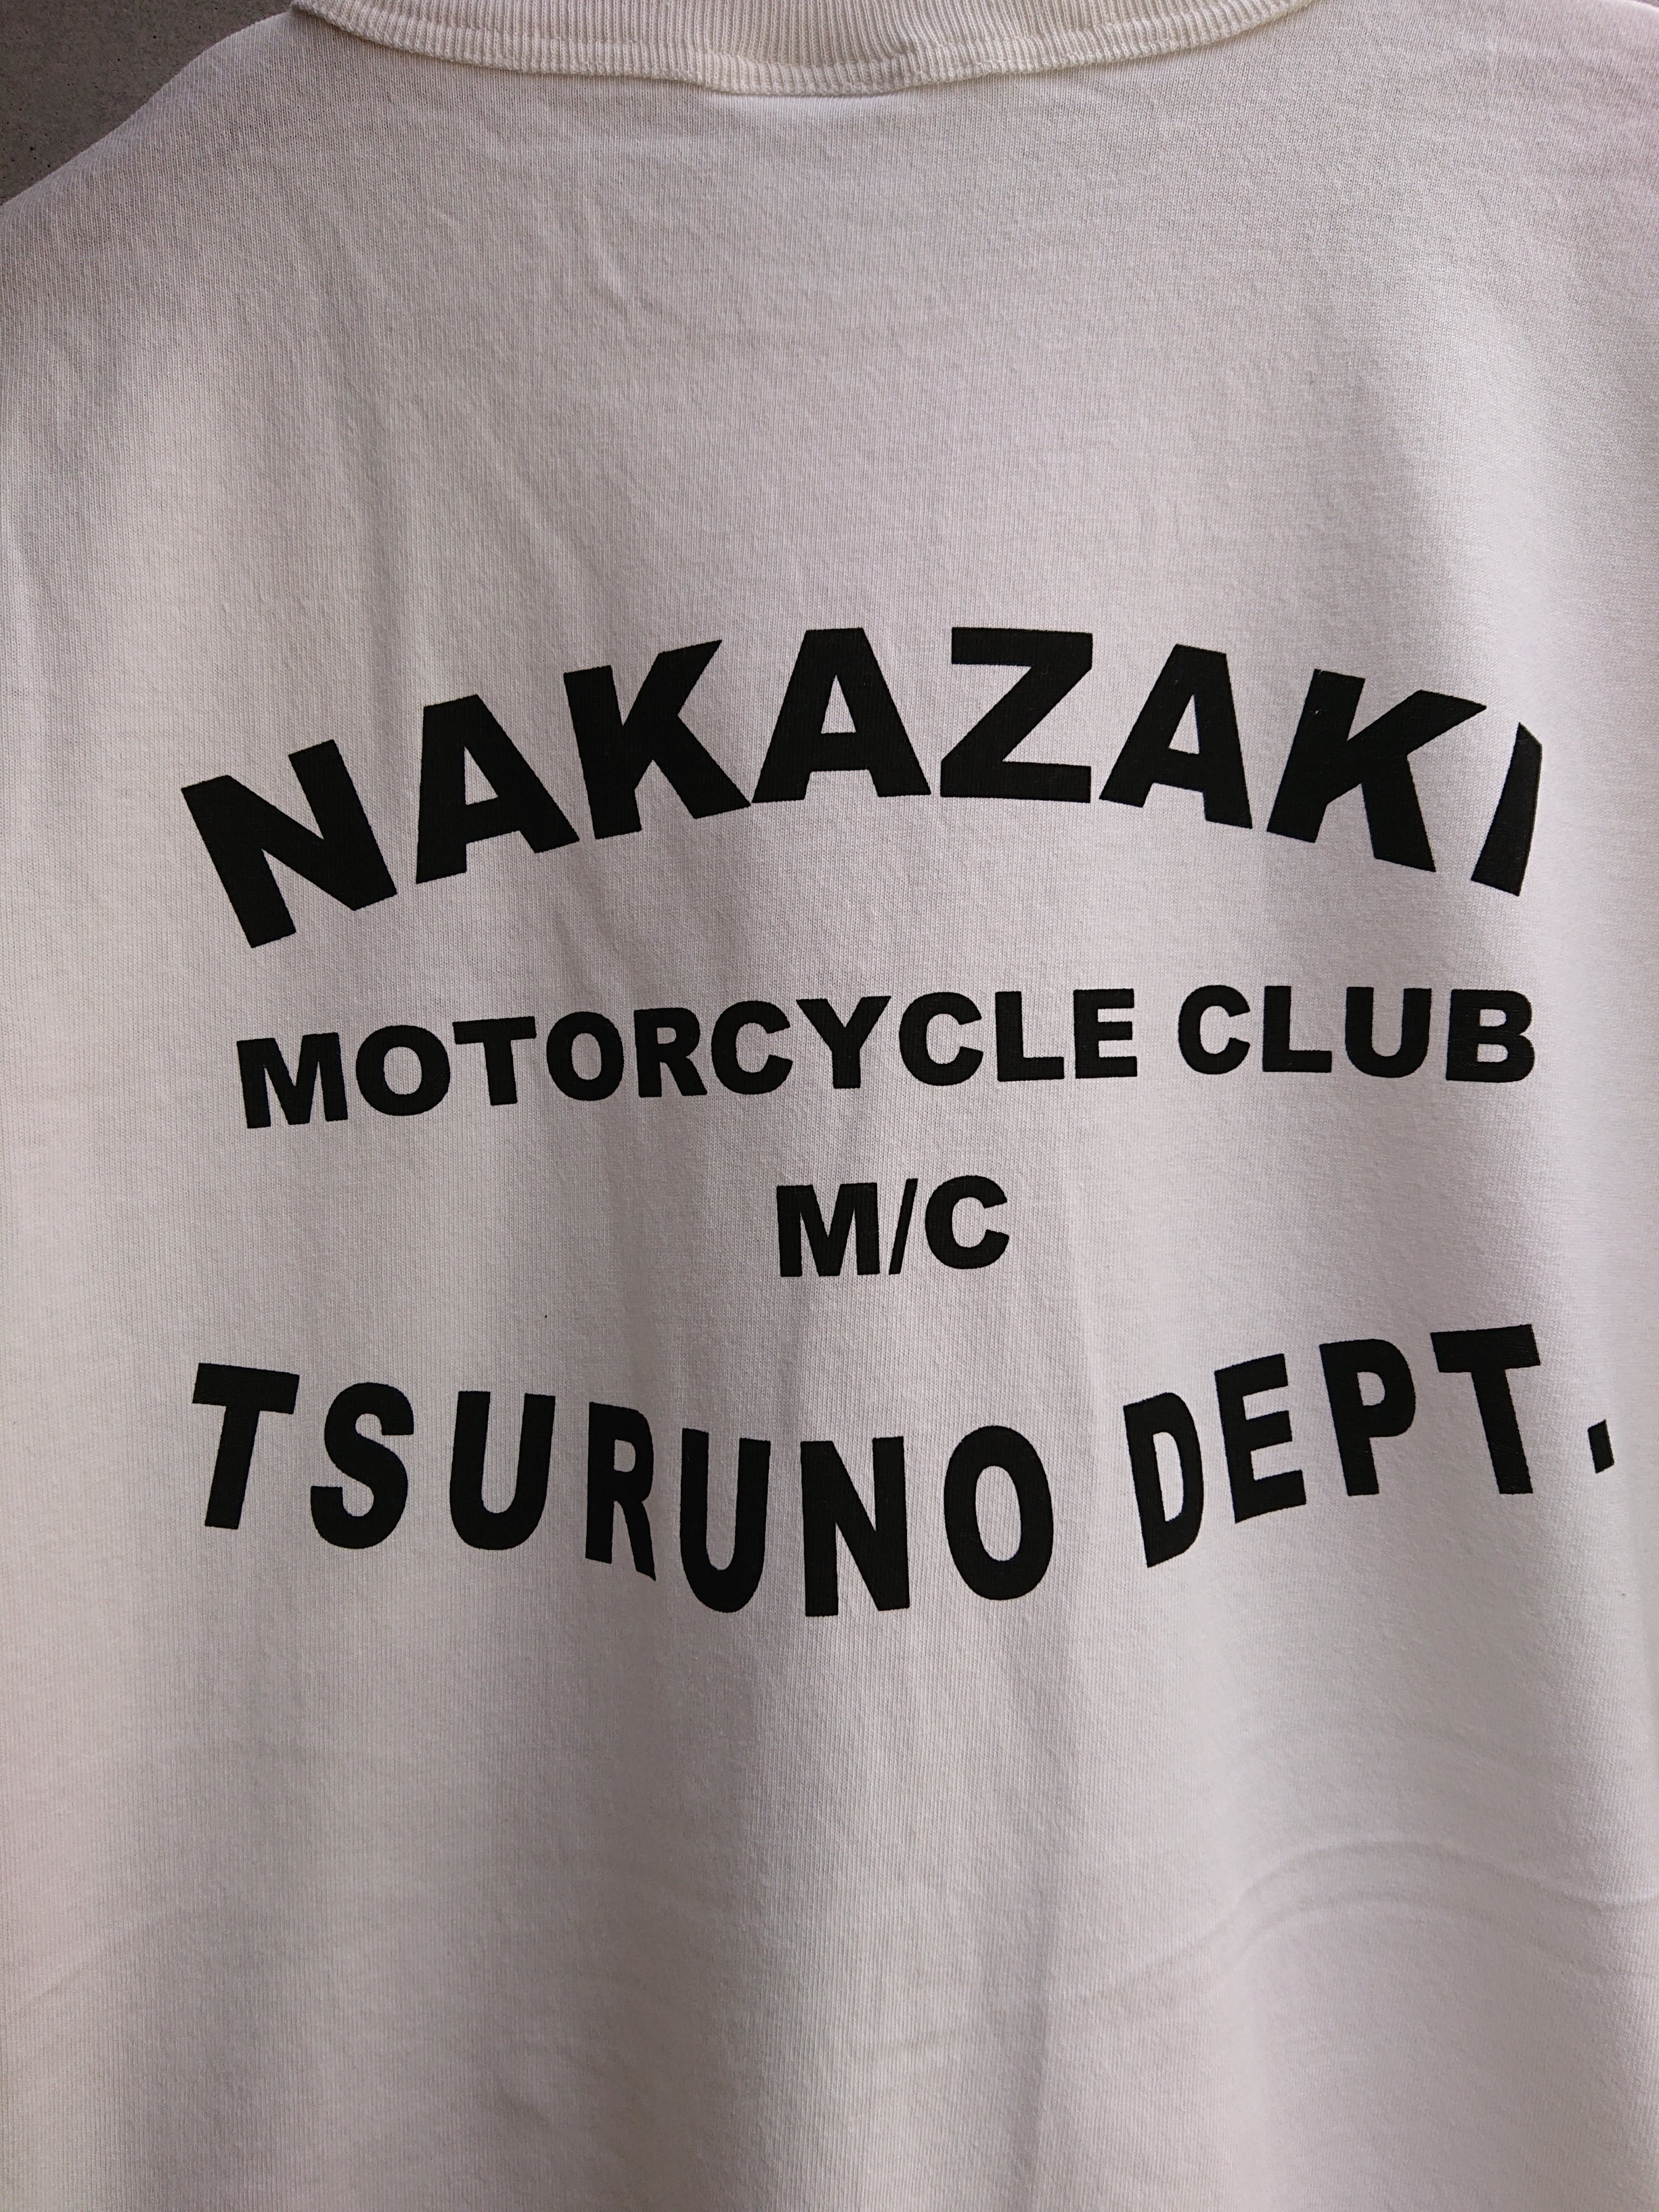 NAKAZAKI
MOTORCYCLE CLUB
M/C
TSURUNO DEPT.